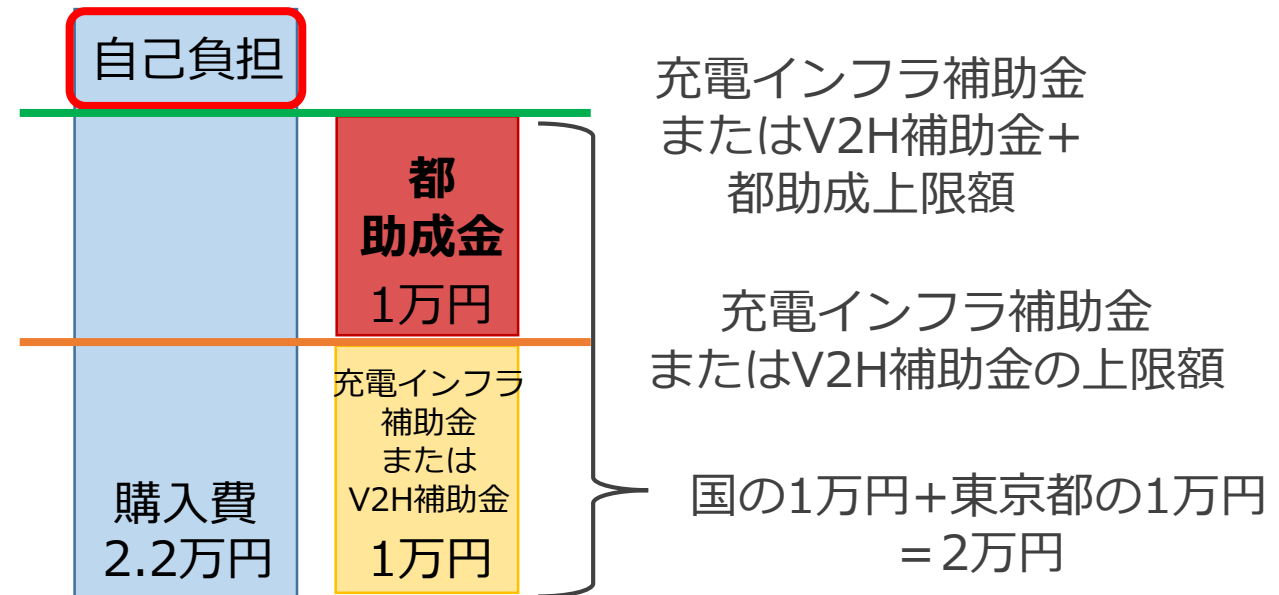 自己負担
購入費
2.2万円
都
助成金
1万円
充電インフラ
補助金
または
V2H補助金
1万円
充電インフラ補助金
またはV2H補助金+
都助成上限額
充電インフラ補助金
またはV2H補助金の上限額
国の1万円+東京都の1万円
=2万円